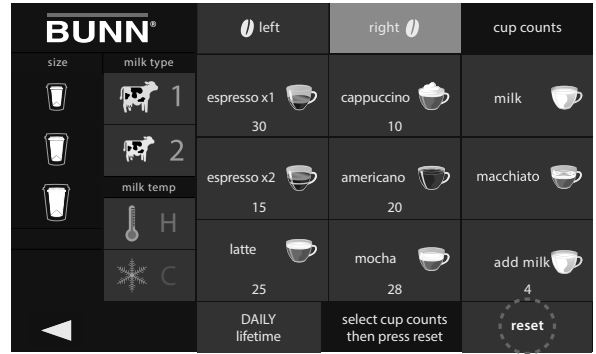 BUNN®
left
right
cup counts
size
milk type
1
2
milk temp
H
C
espresso x1
30
cappuccino
10
milk
espresso x2
15
americano
20
macchiato
latte
25
mocha
28
add milk
4
DAILY
lifetime
select cup counts
then press reset
reset